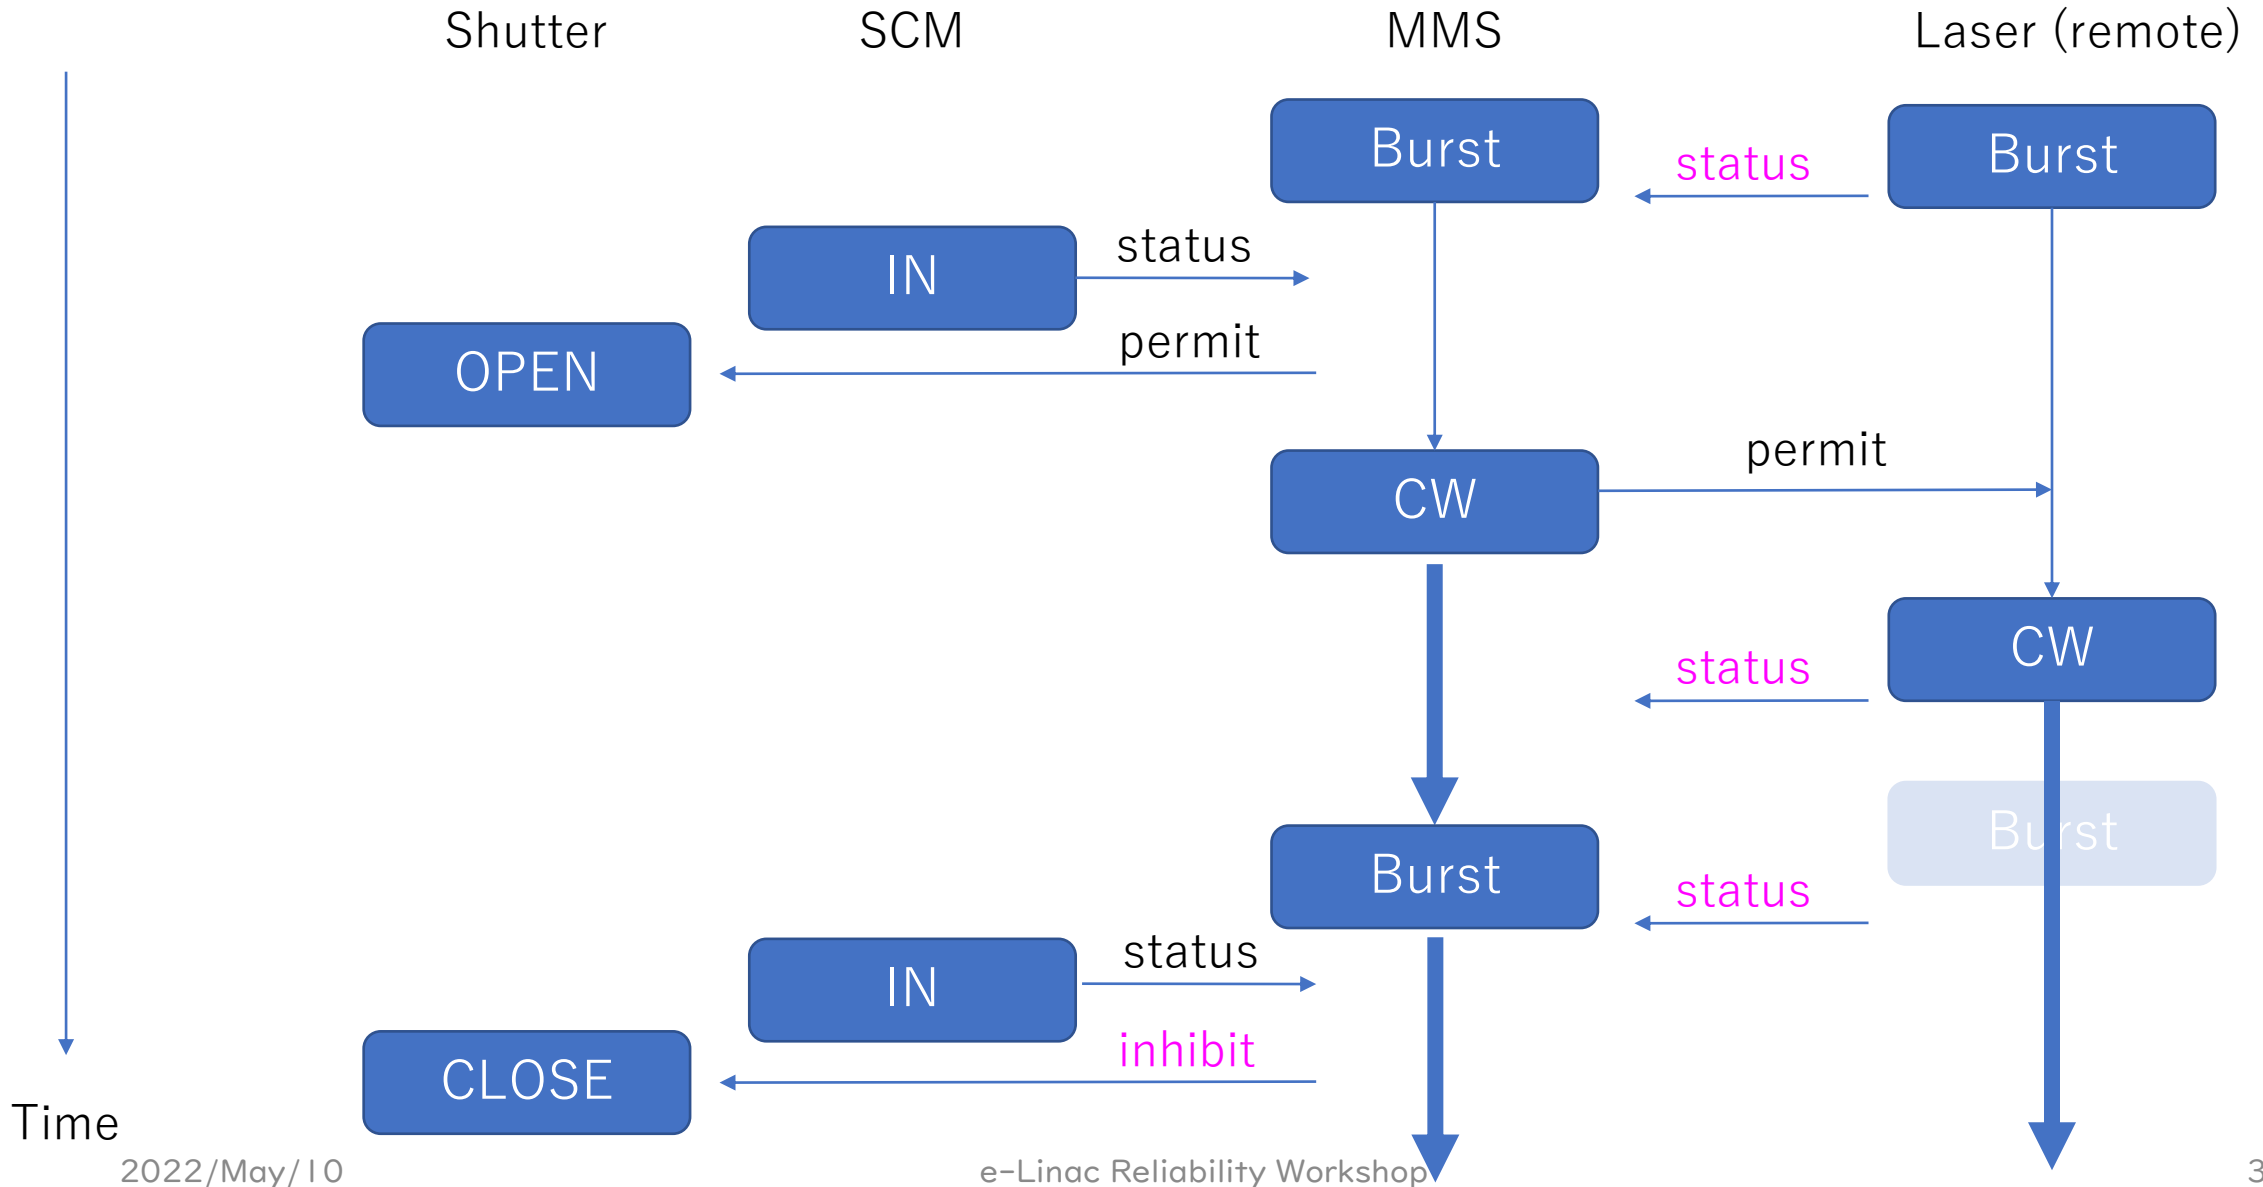 Shutter SCM MMS Laser (remote)
Burst
Burst
status
IN
status
OPEN
permit
CW
permit
CW
status
Burst
Burst
status
IN
status
CLOSE
inhibit
Time
2022/May/10 e-Linac Reliability Workshop 3